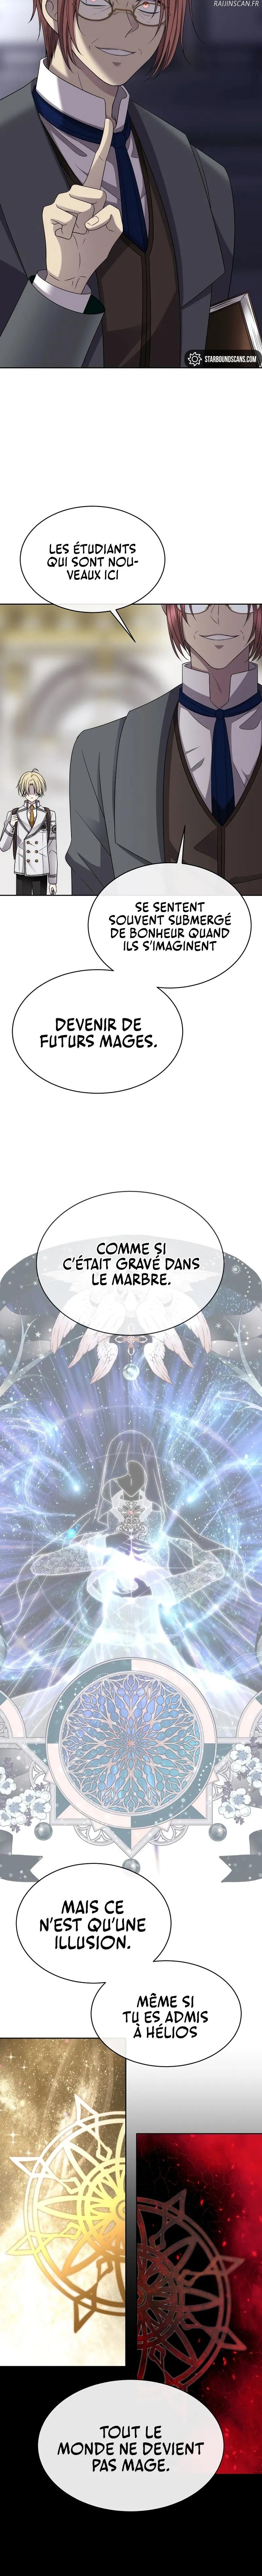 RAIJINSCAN.FR
STARBOUNDSCANS.COM
LES ÉTUDIANTS
QUI SONT NOU-
VEAUX ICI
SE SENTENT
SOUVENT SUBMERGÉ
DE BONHEUR QUAND
ILS S'IMAGINENT
DEVENIR DE
FUTURS MAGES.
COMME SI
C'ÉTAIT GRAVÉ DANS
LE MARBRE.
MAIS CE
N'EST QU'UNE
ILLUSION.
MÊME SI
TU ES ADMIS
À HÉLIOS
TOUT LE
MONDE NE DEVIENT
PAS MAGE.